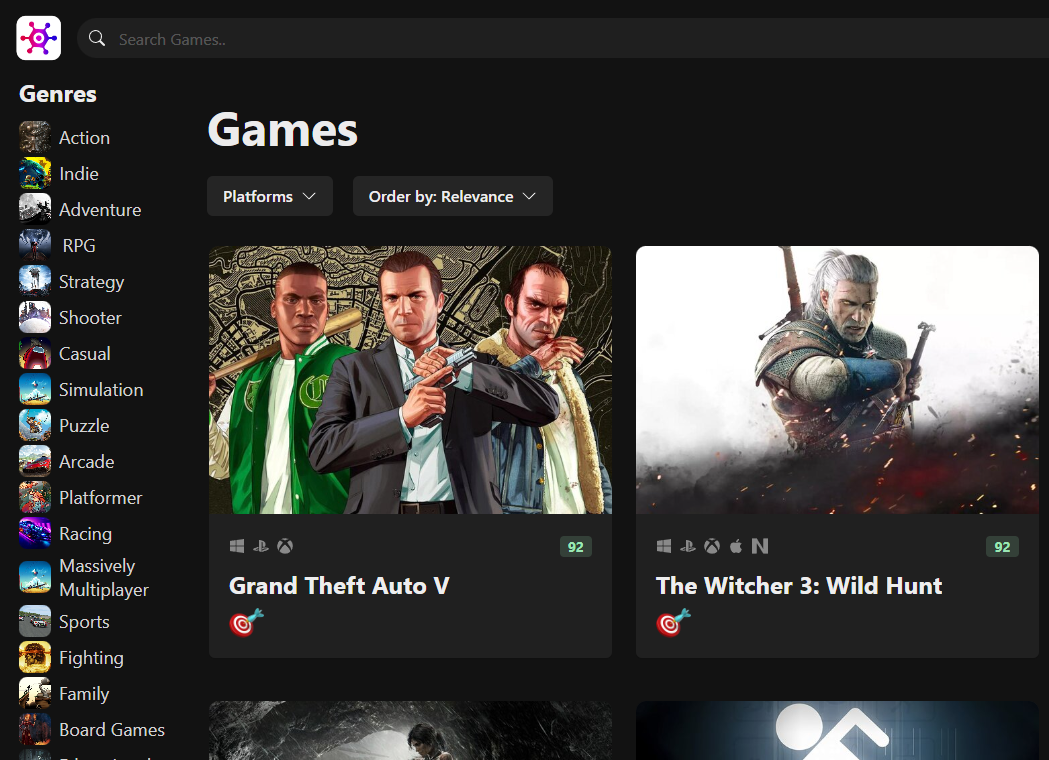 Search Games..
Genres
Action
Indie
Adventure
RPG
Strategy
Shooter
Casual
Simulation
Puzzle
Arcade
Platformer
Racing
Massively
Multiplayer
Sports
Fighting
Family
Board Games
Games
Platforms
Order by: Relevance
92
Grand Theft Auto V
92
The Witcher 3: Wild Hunt